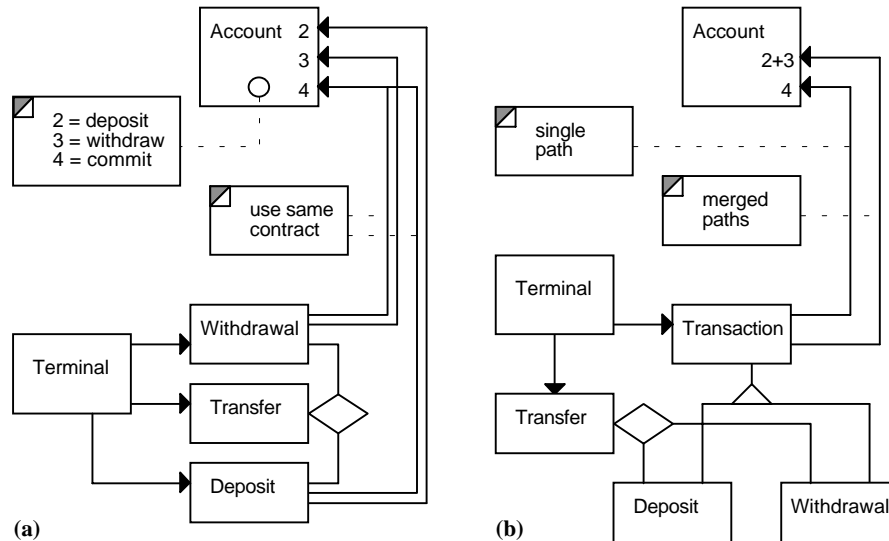 Account 2
3
4
2 = deposit
3 = withdraw
4 = commit
use same
contract
Withdrawal
Terminal
Transfer
Deposit
(a)
Account
2+3
4
single
path
merged
paths
Terminal
Transaction
Transfer
Deposit
Withdrawal
(b)